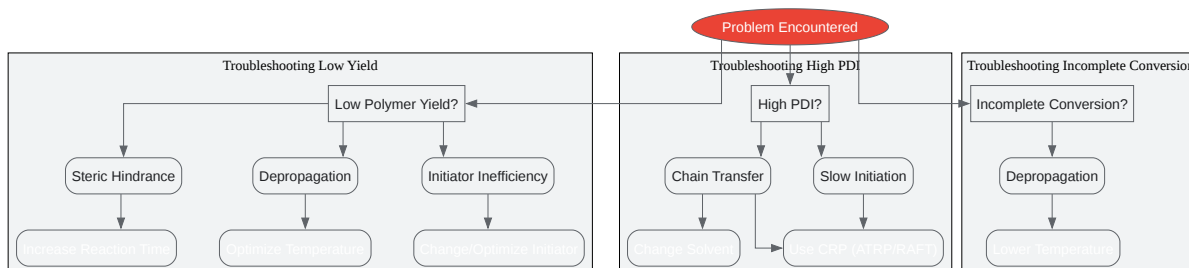 Problem Encountered
Troubleshooting Low Yield
Troubleshooting High PDI
Troubleshooting Incomplete Conversion
Low Polymer Yield?
High PDI?
Incomplete Conversion?
Steric Hindrance
Depropagation
Initiator Inefficiency
Chain Transfer
Slow Initiation
Depropagation
Increase Reaction Time
Optimize Temperature
Change/Optimize Initiator
Change Solvent
Use CRP (ATRP/RAFT)
Lower Temperature